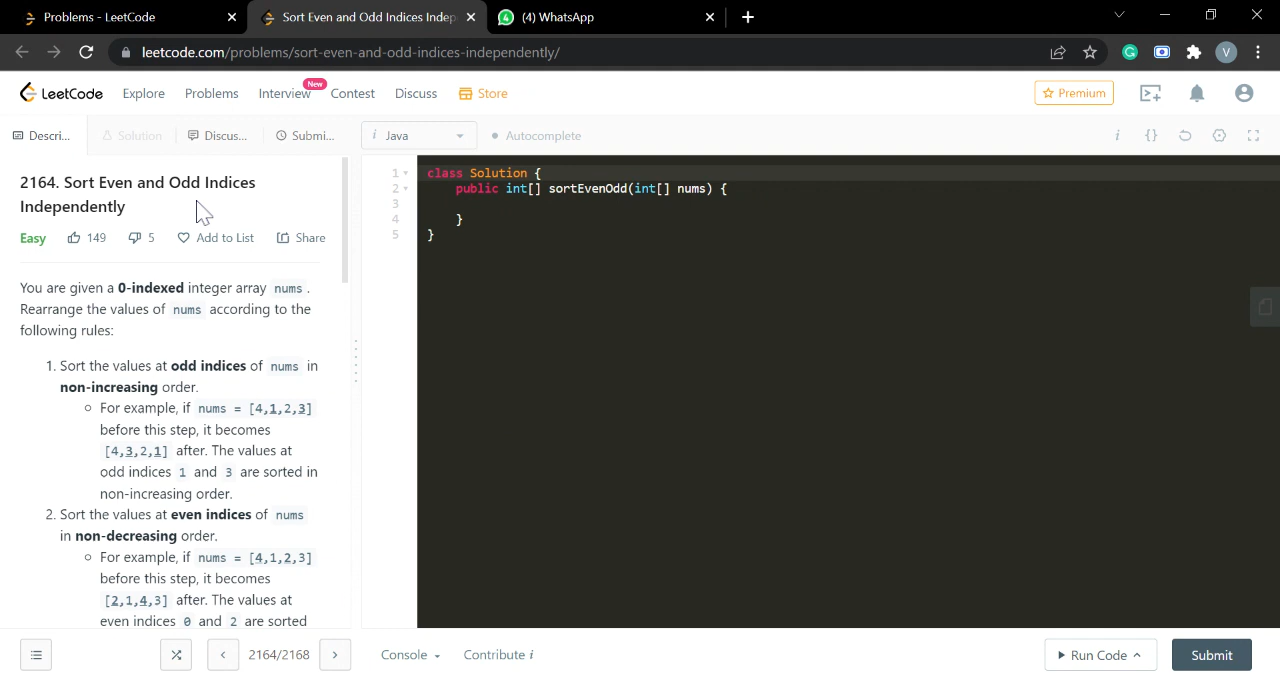 Problems - LeetCode
Sort Even and Odd Indices Indep
(4) WhatsApp
leetcode.com/problems/sort-even-and-odd-indices-independently/
V
LeetCode Explore Problems Interview New Contest Discuss Store
Premium
Descri... Solution Discus... Submi...
i Java Autocomplete
2164. Sort Even and Odd Indices
Independently
Easy 149 5 Add to List Share
You are given a 0-indexed integer array nums .
Rearrange the values of nums according to the
following rules:
1. Sort the values at odd indices of nums in
non-increasing order.
For example, if nums = [4,1,2,3]
before this step, it becomes
[4,3,2,1] after. The values at
odd indices 1 and 3 are sorted in
non-increasing order.
2. Sort the values at even indices of nums
in non-decreasing order.
For example, if nums = [4,1,2,3]
before this step, it becomes
[2,1,4,3] after. The values at
even indices 0 and 2 are sorted
1 class Solution {
2 public int[] sortEvenOdd(int[] nums) {
3
4 }
5 }
2164/2168
Console Contribute i
Run Code Submit